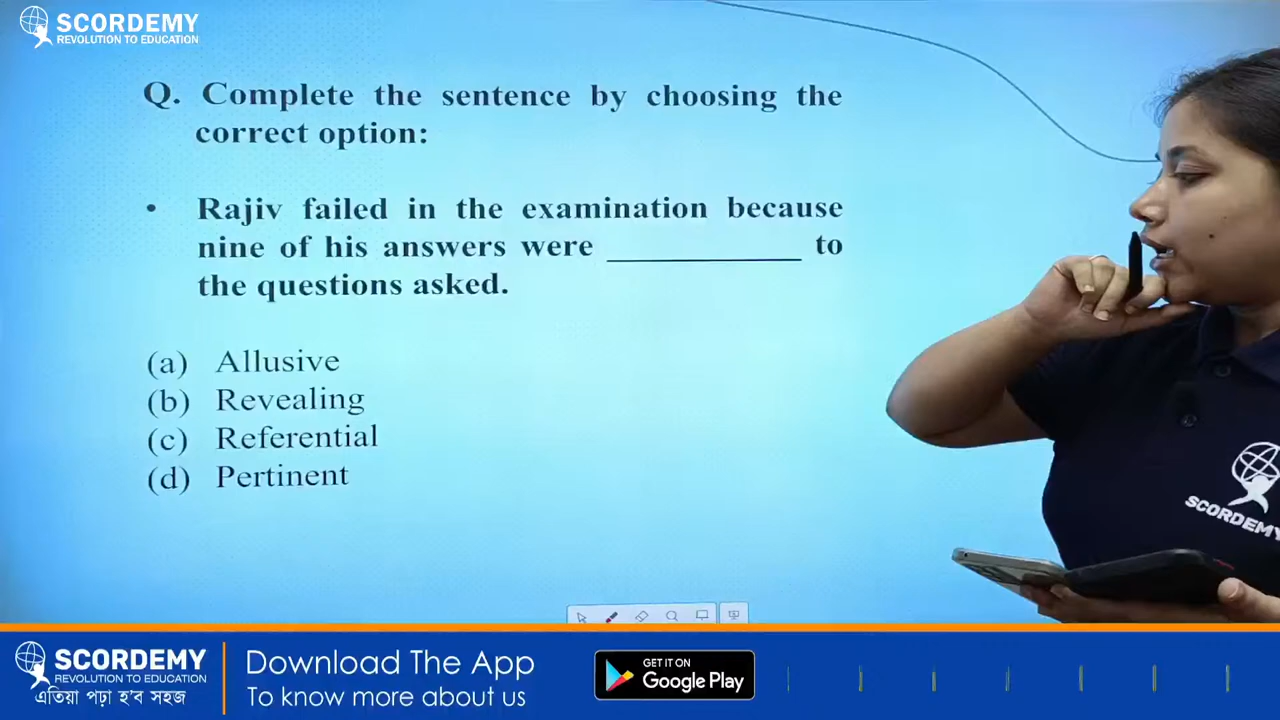 SCORDEMY
REVOLUTION TO EDUCATION
Q. Complete the sentence by choosing the
correct option:
• Rajiv failed in the examination because
nine of his answers were __________ to
the questions asked.
(a) Allusive
(b) Revealing
(c) Referential
(d) Pertinent
SCORDEMY
SCORDEMY
REVOLUTION TO EDUCATION
এতিয়া পঢ়া হ'ব সহজ
Download The App
To know more about us
GET IT ON
Google Play